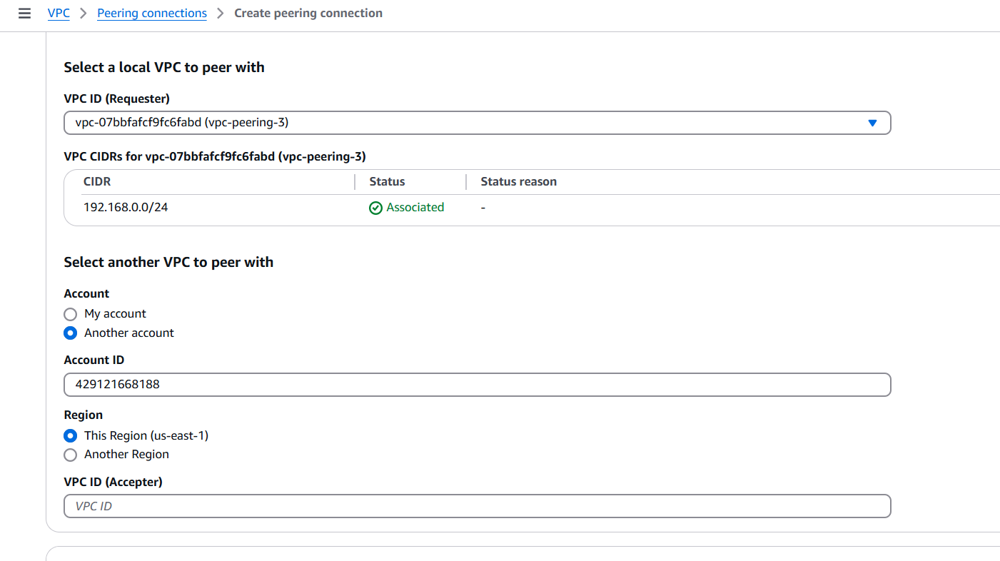 VPC > Peering connections > Create peering connection
Select a local VPC to peer with
VPC ID (Requester)
vpc-07bbfafcf9fc6fabd (vpc-peering-3)
VPC CIDRs for vpc-07bbfafcf9fc6fabd (vpc-peering-3)
CIDR Status Status reason
192.168.0.0/24 Associated -
Select another VPC to peer with
Account
My account
Another account
Account ID
429121668188
Region
This Region (us-east-1)
Another Region
VPC ID (Accepter)
VPC ID